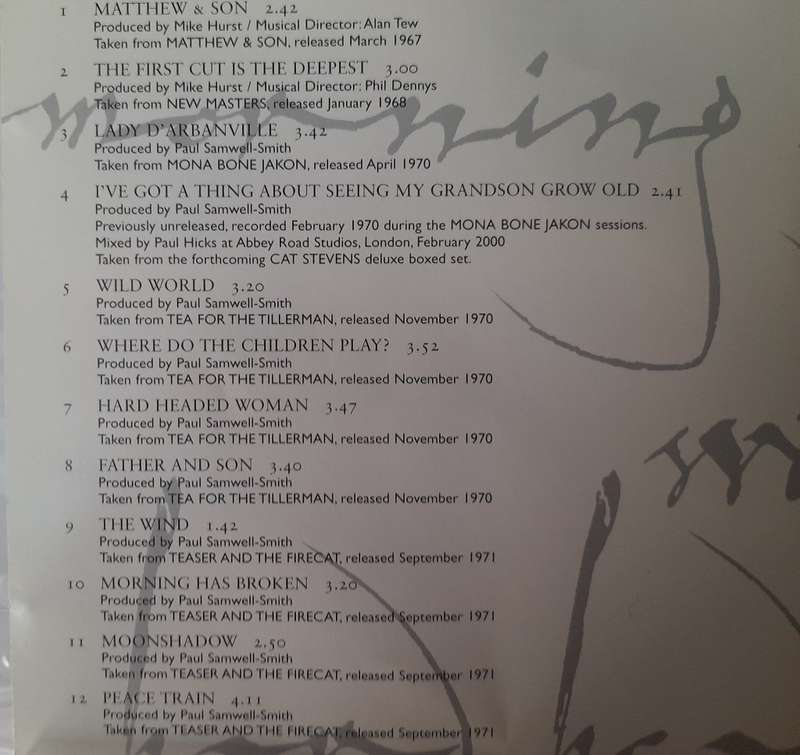 1 MATTHEW & SON 2.42
Produced by Mike Hurst / Musical Director: Alan Tew
Taken from MATTHEW & SON, released March 1967
2 THE FIRST CUT IS THE DEEPEST 3.00
Produced by Mike Hurst / Musical Director: Phil Dennys
Taken from NEW MASTERS, released January 1968
3 LADY D'ARBANVILLE 3.42
Produced by Paul Samwell-Smith
Taken from MONA BONE JAKON, released April 1970
4 I'VE GOT A THING ABOUT SEEING MY GRANDSON GROW OLD 2.41
Produced by Paul Samwell-Smith
Previously unreleased, recorded February 1970 during the MONA BONE JAKON sessions.
Mixed by Paul Hicks at Abbey Road Studios, London, February 2000
Taken from the forthcoming CAT STEVENS deluxe boxed set.
5 WILD WORLD 3.20
Produced by Paul Samwell-Smith
Taken from TEA FOR THE TILLERMAN, released November 1970
6 WHERE DO THE CHILDREN PLAY? 3.52
Produced by Paul Samwell-Smith
Taken from TEA FOR THE TILLERMAN, released November 1970
7 HARD HEADED WOMAN 3.47
Produced by Paul Samwell-Smith
Taken from TEA FOR THE TILLERMAN, released November 1970
8 FATHER AND SON 3.40
Produced by Paul Samwell-Smith
Taken from TEA FOR THE TILLERMAN, released November 1970
9 THE WIND 1.42
Produced by Paul Samwell-Smith
Taken from TEASER AND THE FIRECAT, released September 1971
10 MORNING HAS BROKEN 3.20
Produced by Paul Samwell-Smith
Taken from TEASER AND THE FIRECAT, released September 1971
11 MOONSHADOW 2.50
Produced by Paul Samwell-Smith
Taken from TEASER AND THE FIRECAT, released September 1971
12 PEACE TRAIN 4.11
Produced by Paul Samwell-Smith
Taken from TEASER AND THE FIRECAT, released September 1971